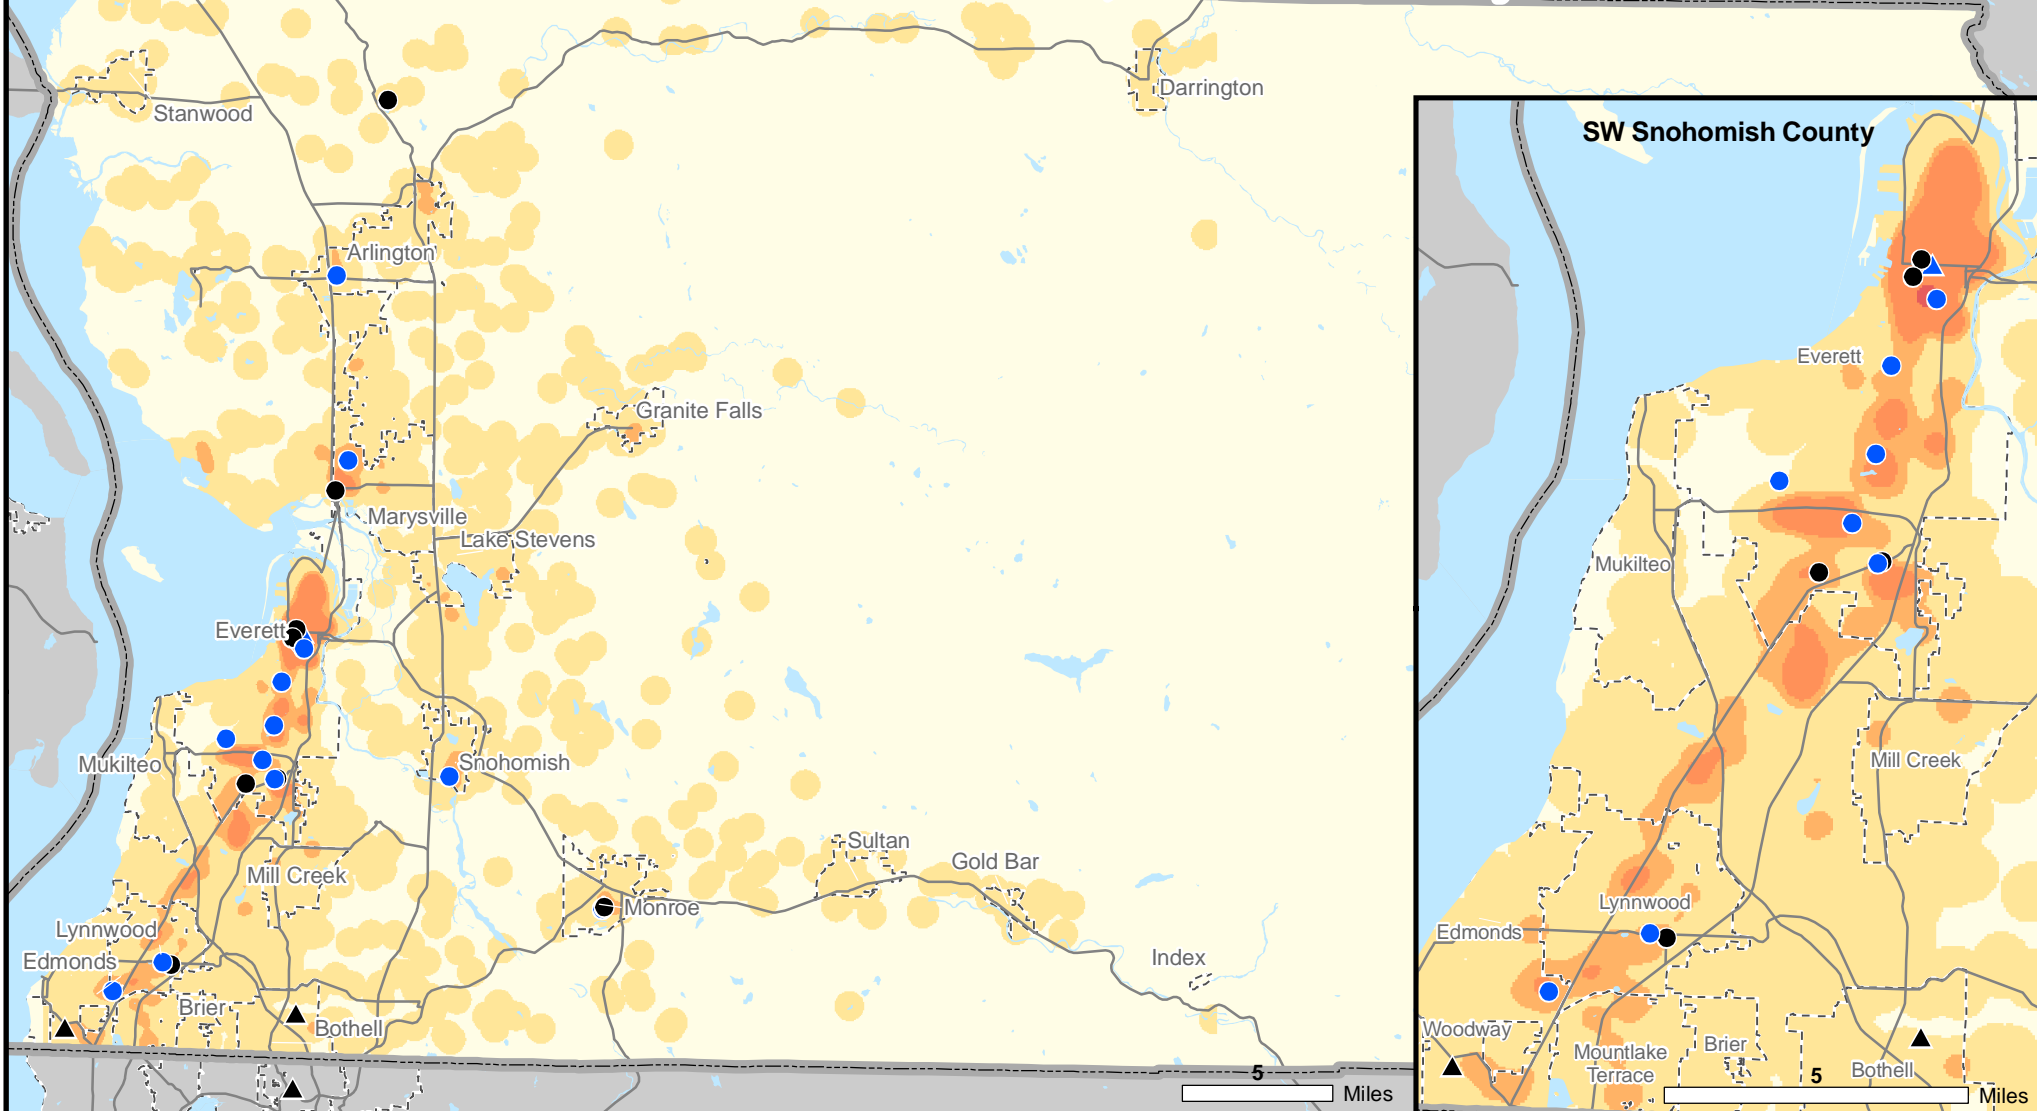 Stanwood
Darrington
Arlington
Granite Falls
Marysville
Lake Stevens
Everett
Mukilteo
Snohomish
Mill Creek
Sultan
Gold Bar
Monroe
Lynnwood
Edmonds
Index
Brier
Bothell
5
Miles
SW Snohomish County
Everett
Mukilteo
Mill Creek
Lynnwood
Edmonds
Woodway
Mountlake
Terrace
Brier
Bothell
5
Miles